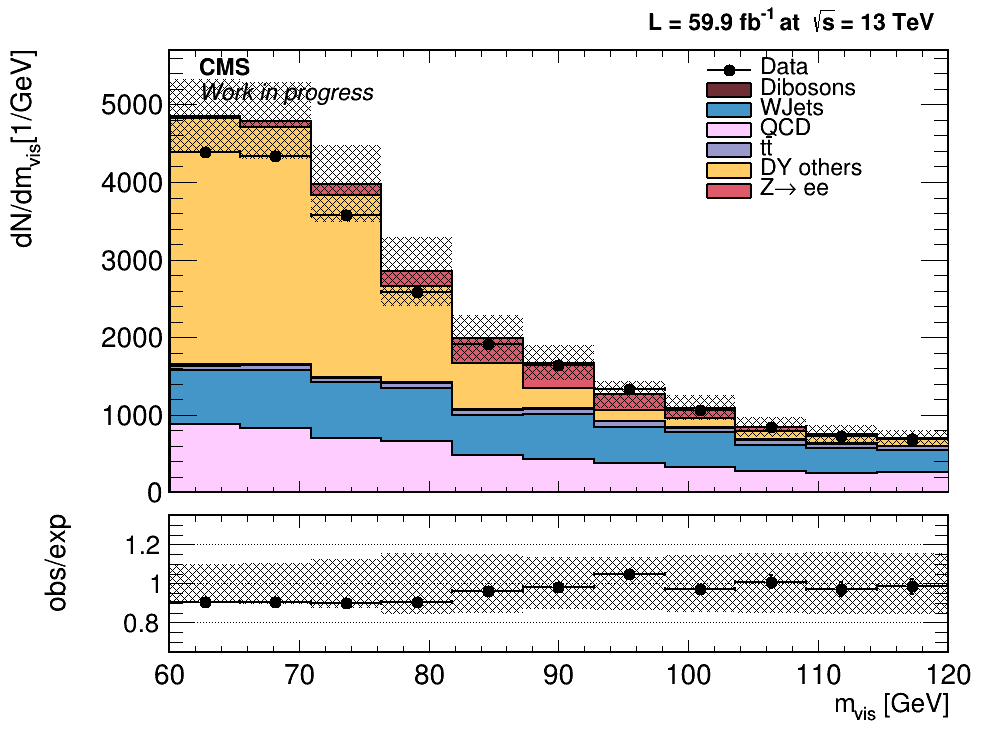 L = 59.9 fb⁻¹ at √s = 13 TeV
dN/dm_vis[1/GeV]
CMS
Work in progress
Data
Dibosons
WJets
QCD
tt̄
DY others
Z→ ee
5000
4000
3000
2000
1000
0
obs/exp
1.2
1
0.8
60 70 80 90 100 110 120
m_vis [GeV]